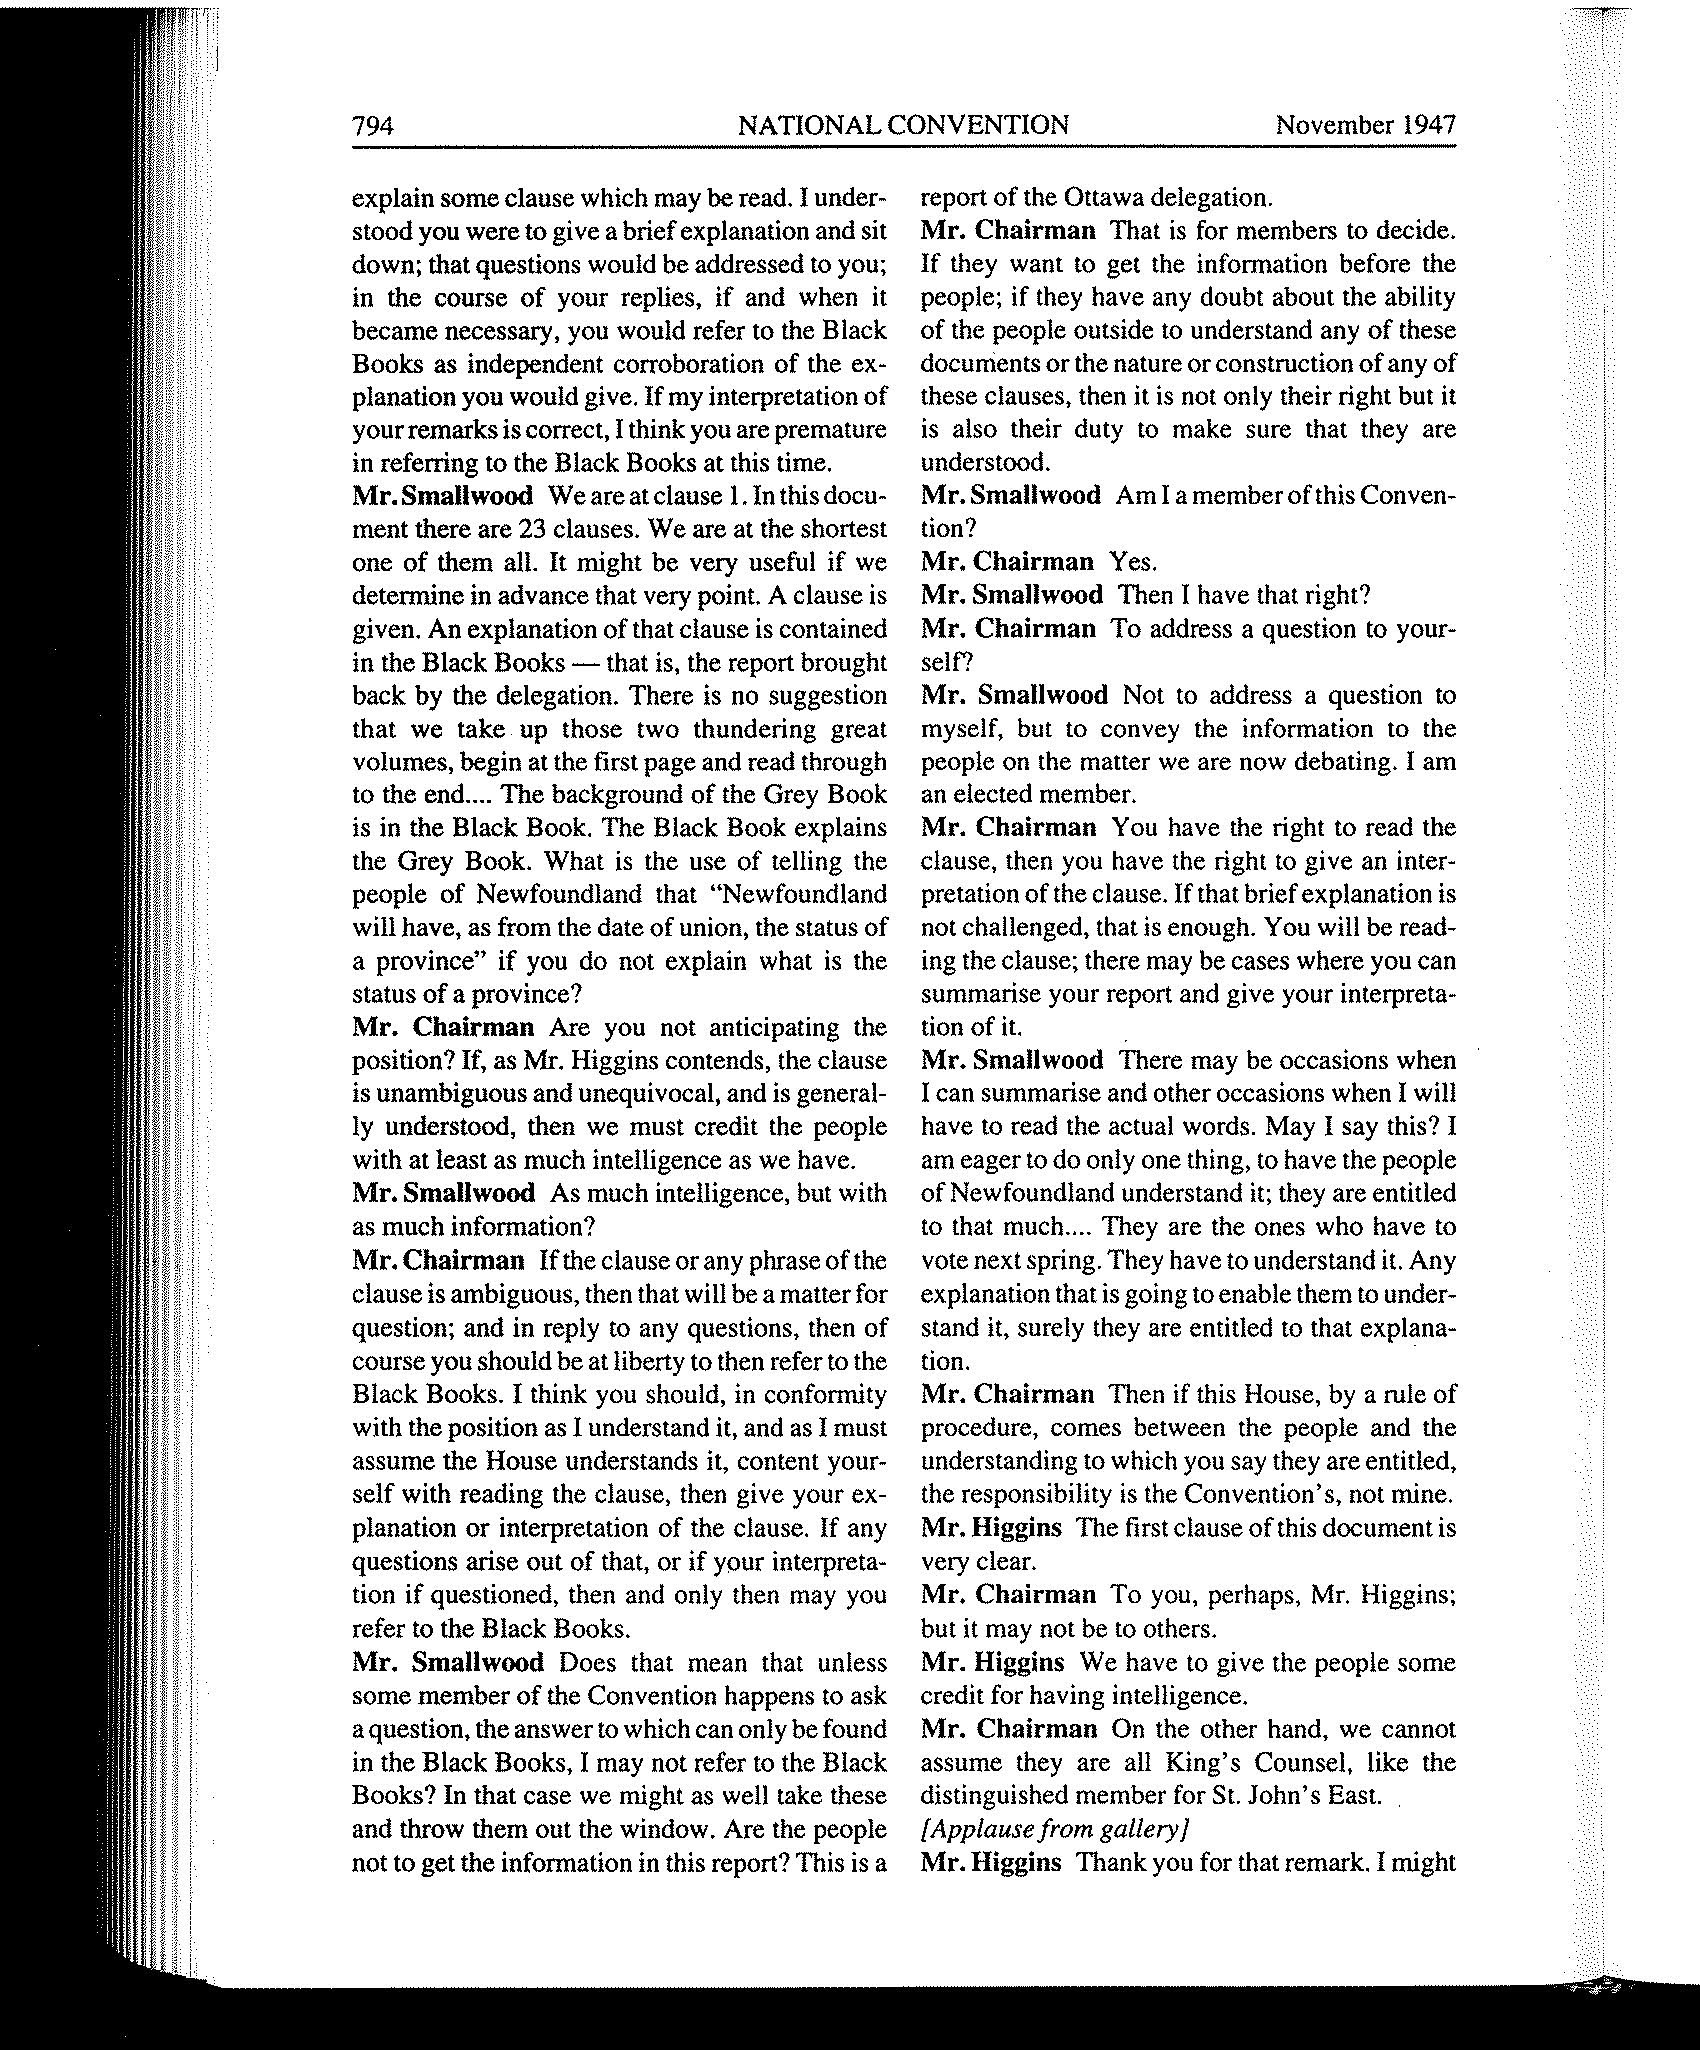 794 NATIONAL CONVENTION November 1947
explain some clause which may be read. I under-
stood you were to give a brief explanation and sit
down; that questions would be addressed to you;
in the course of your replies, if and when it
became necessary, you would refer to the Black
Books as independent corroboration of the ex-
planation you would give. If my interpretation of
your remarks is correct, I think you are premature
in referring to the Black Books at this time.
Mr. Smallwood We are at clause 1. In this docu-
ment there are 23 clauses. We are at the shortest
one of them all. It might be very useful if we
determine in advance that very point. A clause is
given. An explanation of that clause is contained
in the Black Books — that is, the report brought
back by the delegation. There is no suggestion
that we take up those two thundering great
volumes, begin at the first page and read through
to the end.... The background of the Grey Book
is in the Black Book. The Black Book explains
the Grey Book. What is the use of telling the
people of Newfoundland that "Newfoundland
will have, as from the date of union, the status of
a province" if you do not explain what is the
status of a province?
Mr. Chairman Are you not anticipating the
position? If, as Mr. Higgins contends, the clause
is unambiguous and unequivocal, and is general-
ly understood, then we must credit the people
with at least as much intelligence as we have.
Mr. Smallwood As much intelligence, but with
as much information?
Mr. Chairman If the clause or any phrase of the
clause is ambiguous, then that will be a matter for
question; and in reply to any questions, then of
course you should be at liberty to then refer to the
Black Books. I think you should, in conformity
with the position as I understand it, and as I must
assume the House understands it, content your-
self with reading the clause, then give your ex-
planation or interpretation of the clause. If any
questions arise out of that, or if your interpreta-
tion if questioned, then and only then may you
refer to the Black Books.
Mr. Smallwood Does that mean that unless
some member of the Convention happens to ask
a question, the answer to which can only be found
in the Black Books, I may not refer to the Black
Books? In that case we might as well take these
and throw them out the window. Are the people
not to get the information in this report? This is a
report of the Ottawa delegation.
Mr. Chairman That is for members to decide.
If they want to get the information before the
people; if they have any doubt about the ability
of the people outside to understand any of these
documents or the nature or construction of any of
these clauses, then it is not only their right but it
is also their duty to make sure that they are
understood.
Mr. Smallwood Am I a member of this Conven-
tion?
Mr. Chairman Yes.
Mr. Smallwood Then I have that right?
Mr. Chairman To address a question to your-
self?
Mr. Smallwood Not to address a question to
myself, but to convey the information to the
people on the matter we are now debating. I am
an elected member.
Mr. Chairman You have the right to read the
clause, then you have the right to give an inter-
pretation of the clause. If that brief explanation is
not challenged, that is enough. You will be read-
ing the clause; there may be cases where you can
summarise your report and give your interpreta-
tion of it.
Mr. Smallwood There may be occasions when
I can summarise and other occasions when I will
have to read the actual words. May I say this? I
am eager to do only one thing, to have the people
of Newfoundland understand it; they are entitled
to that much.... They are the ones who have to
vote next spring. They have to understand it. Any
explanation that is going to enable them to under-
stand it, surely they are entitled to that explana-
tion.
Mr. Chairman Then if this House, by a rule of
procedure, comes between the people and the
understanding to which you say they are entitled,
the responsibility is the Convention's, not mine.
Mr. Higgins The first clause of this document is
very clear.
Mr. Chairman To you, perhaps, Mr. Higgins;
but it may not be to others.
Mr. Higgins We have to give the people some
credit for having intelligence.
Mr. Chairman On the other hand, we cannot
assume they are all King's Counsel, like the
distinguished member for St. John's East.
[Applause from gallery]
Mr. Higgins Thank you for that remark. I might